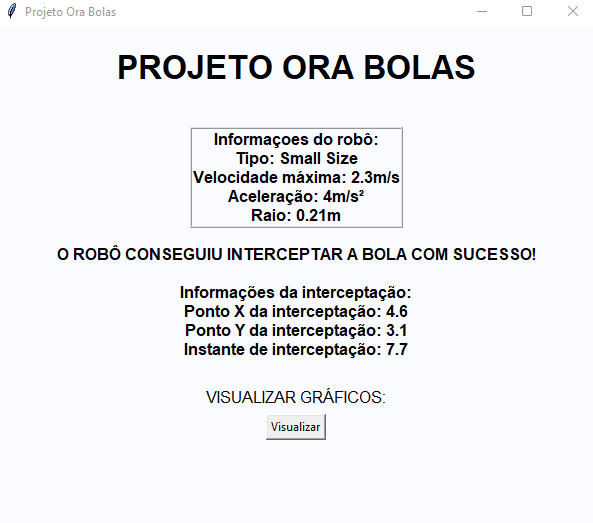 Projeto Ora Bolas
PROJETO ORA BOLAS
Informaçoes do robô:
Tipo: Small Size
Velocidade máxima: 2.3m/s
Aceleração: 4m/s²
Raio: 0.21m
O ROBÔ CONSEGUIU INTERCEPTAR A BOLA COM SUCESSO!
Informações da interceptação:
Ponto X da interceptação: 4.6
Ponto Y da interceptação: 3.1
Instante de interceptação: 7.7
VISUALIZAR GRÁFICOS:
Visualizar